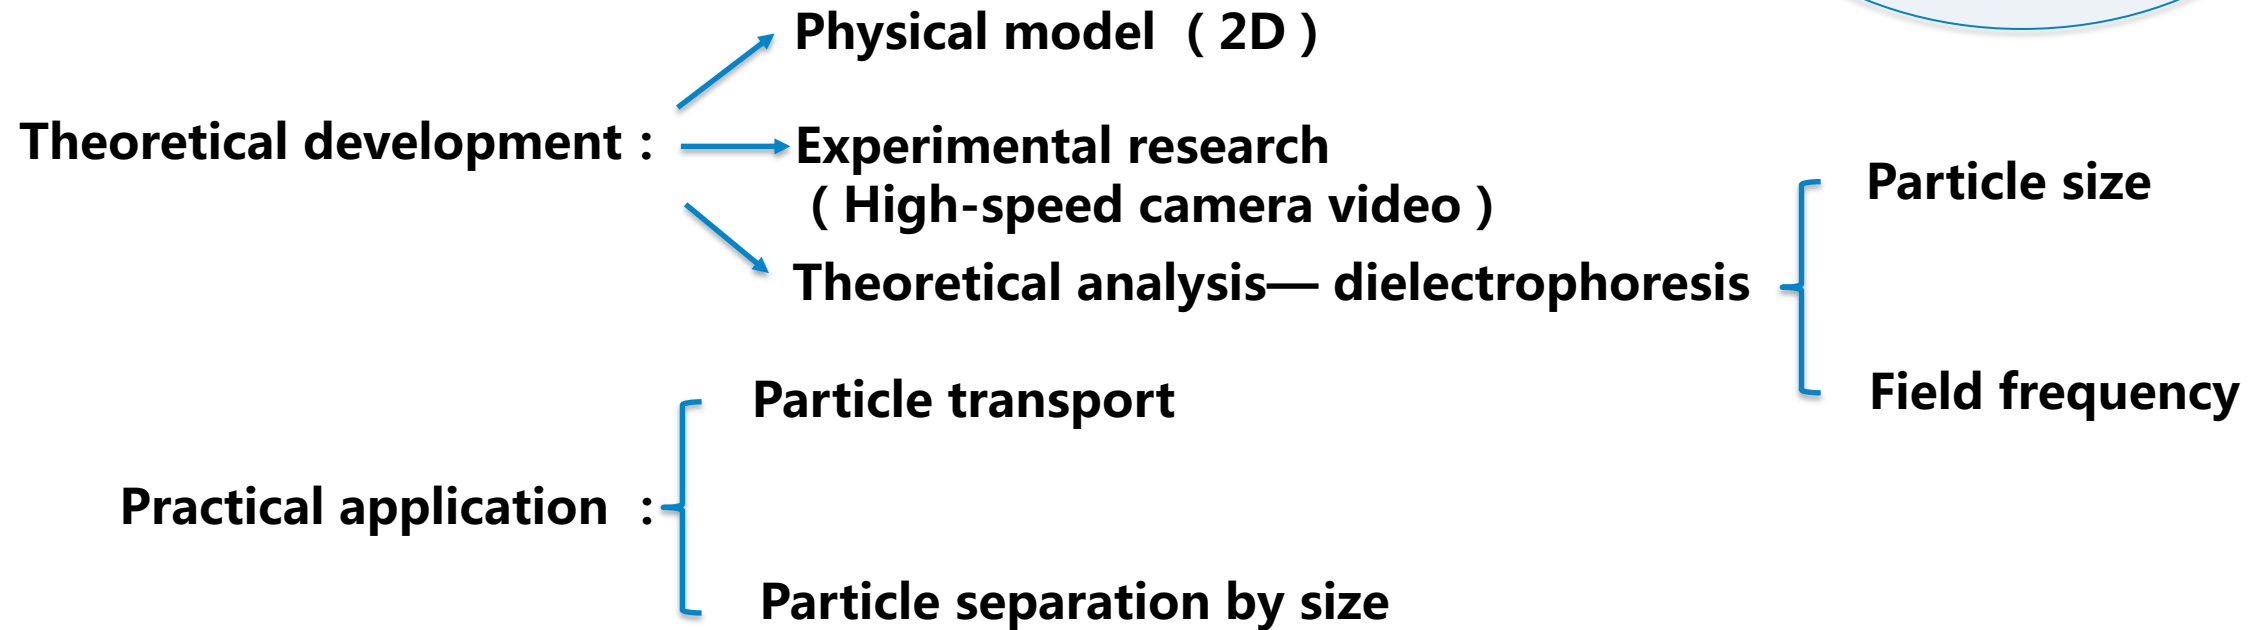 Physical model （2D）
Theoretical development：
Experimental research
（High-speed camera video）
Particle size
Theoretical analysis— dielectrophoresis
Field frequency
Particle transport
Practical application ：
Particle separation by size